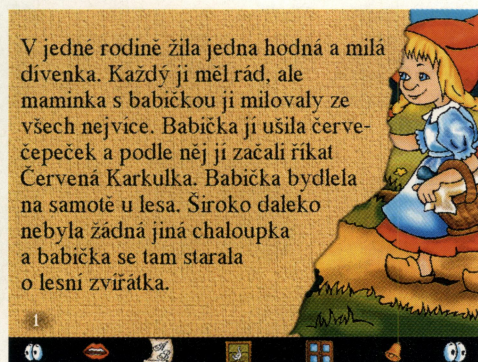 V jedné rodině žila jedna hodná a milá
dívenka. Každý ji měl rád, ale
maminka s babičkou ji milovaly ze
všech nejvíce. Babička jí ušila červe-
čepeček a podle něj jí začali říkat
Červená Karkulka. Babička bydlela
na samotě u lesa. Široko daleko
nebyla žádná jiná chaloupka
a babička se tam starala
o lesní zvířátka.
1